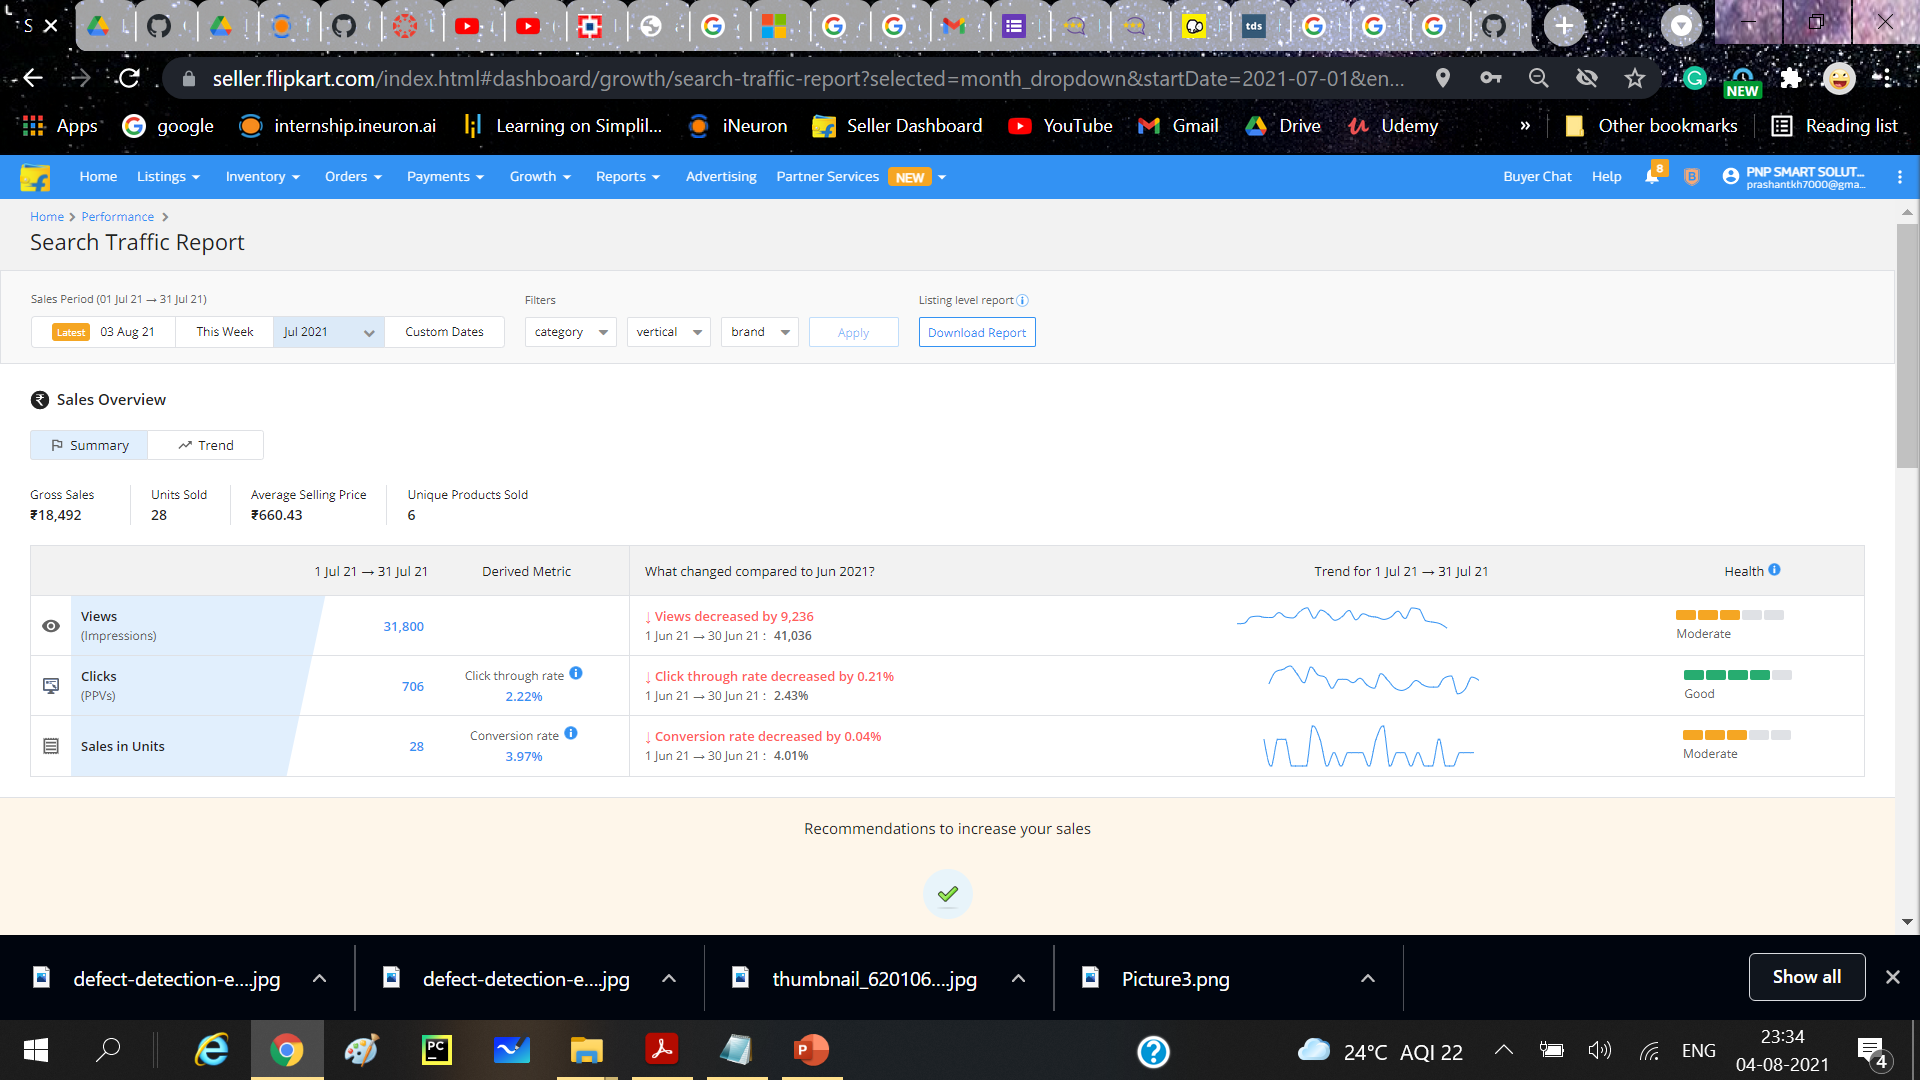 S
tds
seller.flipkart.com/index.html#dashboard/growth/search-traffic-report?selected=month_dropdown&startDate=2021-07-01&en...
NEW
Apps
google
internship.ineuron.ai
Learning on Simplil...
iNeuron
Seller Dashboard
YouTube
Gmail
Drive
Udemy
»
Other bookmarks
Reading list
Home
Listings
Inventory
Orders
Payments
Growth
Reports
Advertising
Partner Services NEW
Buyer Chat
Help
8
PNP SMART SOLUT...
prashantkh7000@gma...
Home > Performance >
Search Traffic Report
Sales Period (01 Jul 21 → 31 Jul 21)
Filters
Listing level report
Latest 03 Aug 21
This Week
Jul 2021
Custom Dates
category
vertical
brand
Apply
Download Report
₹ Sales Overview
Summary
Trend
Gross Sales
₹18,492
Units Sold
28
Average Selling Price
₹660.43
Unique Products Sold
6
1 Jul 21 → 31 Jul 21
Derived Metric
What changed compared to Jun 2021?
Trend for 1 Jul 21 → 31 Jul 21
Health
Views
(Impressions)
31,800
↓ Views decreased by 9,236
1 Jun 21 → 30 Jun 21 : 41,036
Moderate
Clicks
(PPVs)
706
Click through rate
2.22%
↓ Click through rate decreased by 0.21%
1 Jun 21 → 30 Jun 21 : 2.43%
Good
Sales in Units
28
Conversion rate
3.97%
↓ Conversion rate decreased by 0.04%
1 Jun 21 → 30 Jun 21 : 4.01%
Moderate
Recommendations to increase your sales
defect-detection-e....jpg
defect-detection-e....jpg
thumbnail_620106....jpg
Picture3.png
Show all
PC
P
24°C AQI 22
ENG
23:34
04-08-2021
4